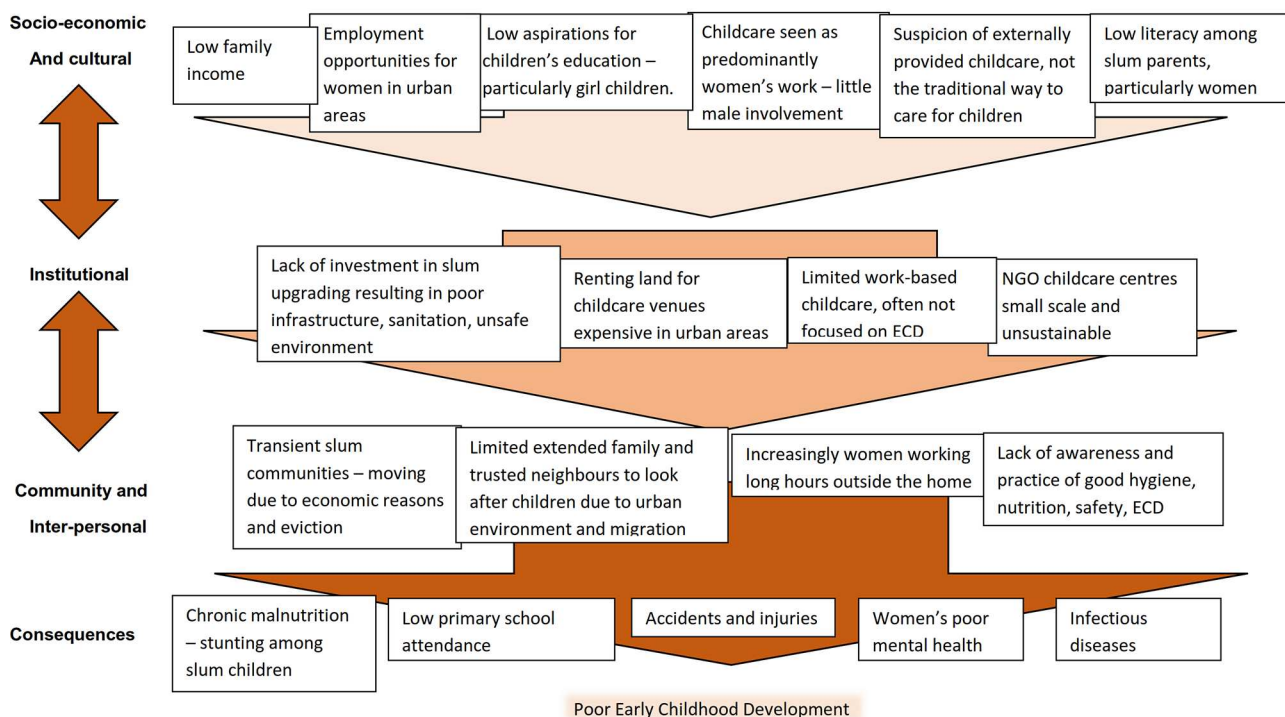 Socio-economic
And cultural
Low family
income
Employment
opportunities for
women in urban
areas
Low aspirations for
children’s education –
particularly girl children.
Childcare seen as
predominantly
women’s work – little
male involvement
Suspicion of externally
provided childcare, not
the traditional way to
care for children
Low literacy among
slum parents,
particularly women
Institutional
Lack of investment in slum
upgrading resulting in poor
infrastructure, sanitation, unsafe
environment
Renting land for
childcare venues
expensive in urban areas
Limited work-based
childcare, often not
focused on ECD
NGO childcare centres
small scale and
unsustainable
Community and
Inter-personal
Transient slum
communities – moving
due to economic reasons
and eviction
Limited extended family and
trusted neighbours to look
after children due to urban
environment and migration
Increasingly women working
long hours outside the home
Lack of awareness and
practice of good hygiene,
nutrition, safety, ECD
Consequences
Chronic malnutrition
– stunting among
slum children
Low primary school
attendance
Accidents and injuries
Women’s poor
mental health
Infectious
diseases
Poor Early Childhood Development